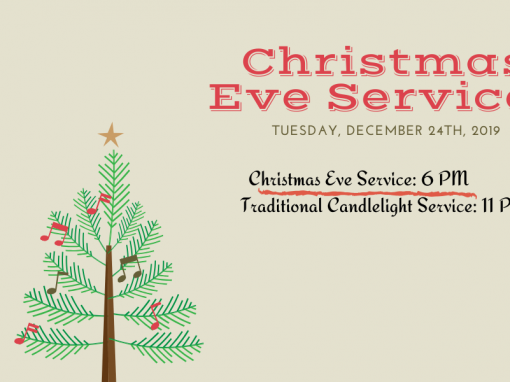 Christmas
Eve Service
TUESDAY, DECEMBER 24TH, 2019
Christmas Eve Service: 6 PM
Traditional Candlelight Service: 11 P